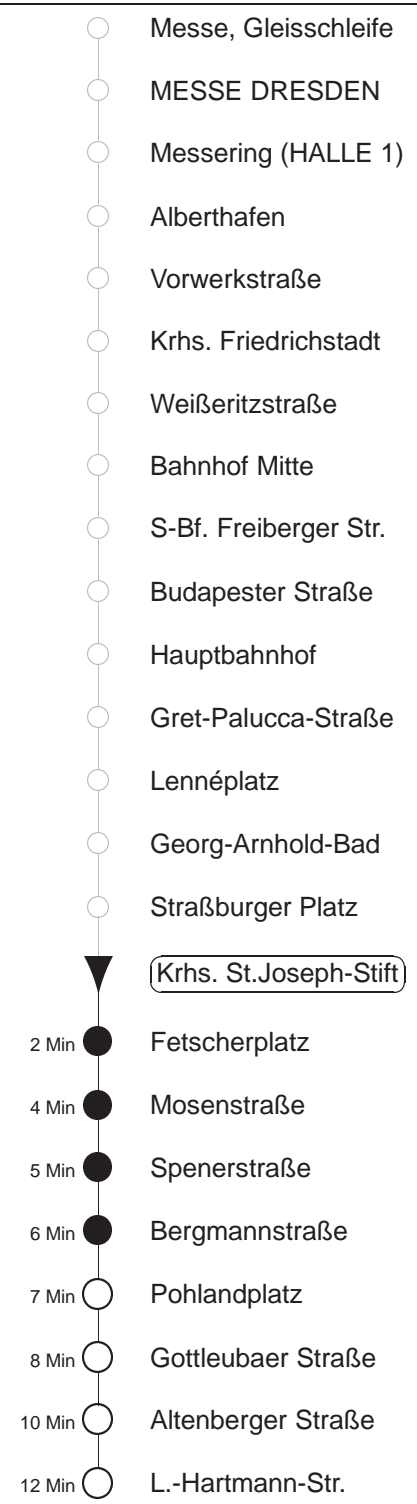 Messe, Gleisschleife
MESSE DRESDEN
Messering (HALLE 1)
Alberthafen
Vorwerkstraße
Krhs. Friedrichstadt
Weißeritzstraße
Bahnhof Mitte
S-Bf. Freiberger Str.
Budapester Straße
Hauptbahnhof
Gret-Palucca-Straße
Lennéplatz
Georg-Arnhold-Bad
Straßburger Platz
Krhs. St.Joseph-Stift
2 Min Fetscherplatz
4 Min Mosenstraße
5 Min Spenerstraße
6 Min Bergmannstraße
7 Min Pohlandplatz
8 Min Gottleubaer Straße
10 Min Altenberger Straße
12 Min L.-Hartmann-Str.